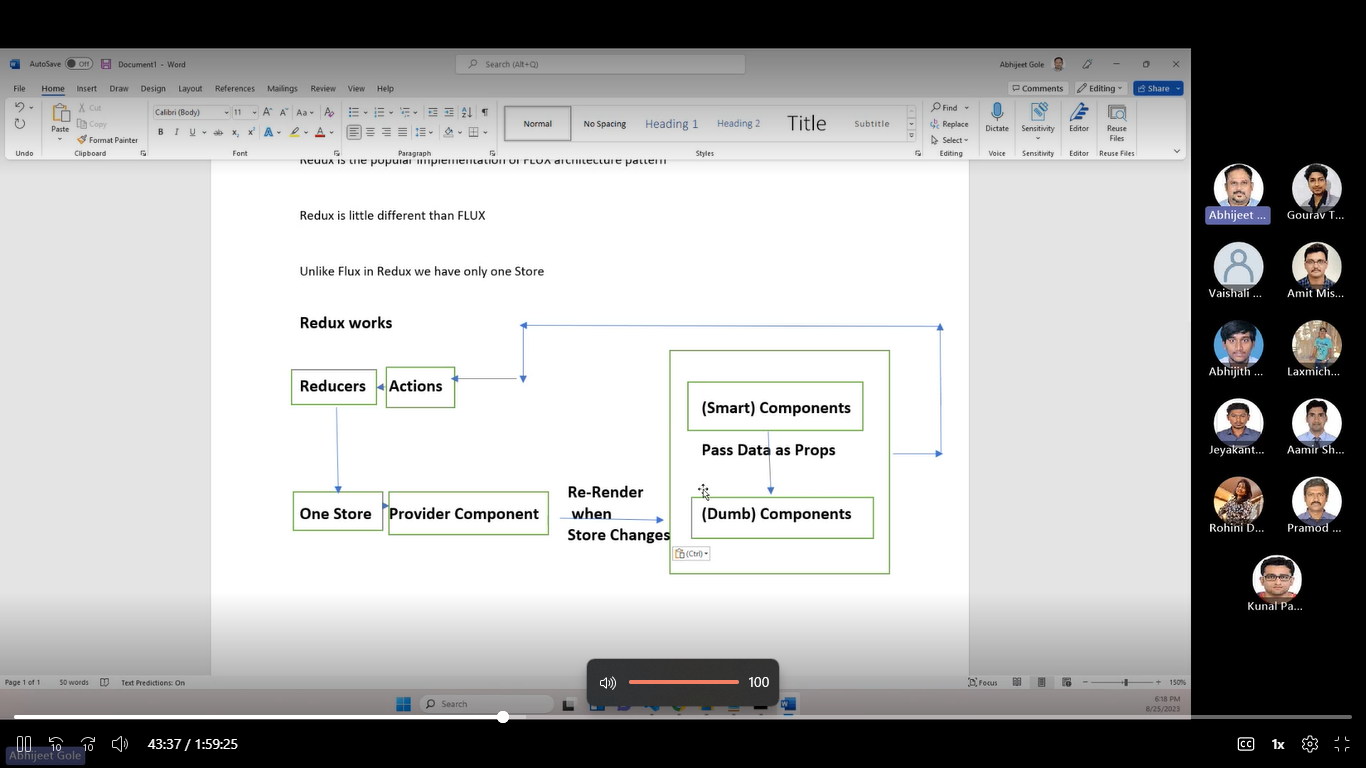 AutoSave Off Document1 - Word Search (Alt+Q) Abhijeet Gole
File Home Insert Draw Design Layout References Mailings Review View Help Comments Editing Share
Paste Cut Copy Format Painter Calibri (Body) 11 Normal No Spacing Heading 1 Heading 2 Title Subtitle Find Replace Select Dictate Sensitivity Editor Reuse Files
Undo Clipboard Font Paragraph Styles Editing Voice Sensitivity Editor Reuse Files
Redux is the popular implementation of FLUX architecture pattern
Redux is little different than FLUX
Unlike Flux in Redux we have only one Store
Redux works
Reducers Actions
(Smart) Components
Pass Data as Props
Re-Render
when
Store Changes
One Store Provider Component
(Dumb) Components
(Ctrl)
Page 1 of 1 50 words Text Predictions: On Focus 150%
Search
6:18 PM
8/25/2023
100
43:37 / 1:59:25
10 10 1x
Abhijeet Gole
Abhijeet ... Gourav T...
Vaishali ... Amit Mis...
Abhijith ... Laxmich...
Jeyakant... Aamir Sh...
Rohini D... Pramod ...
Kunal Pa...